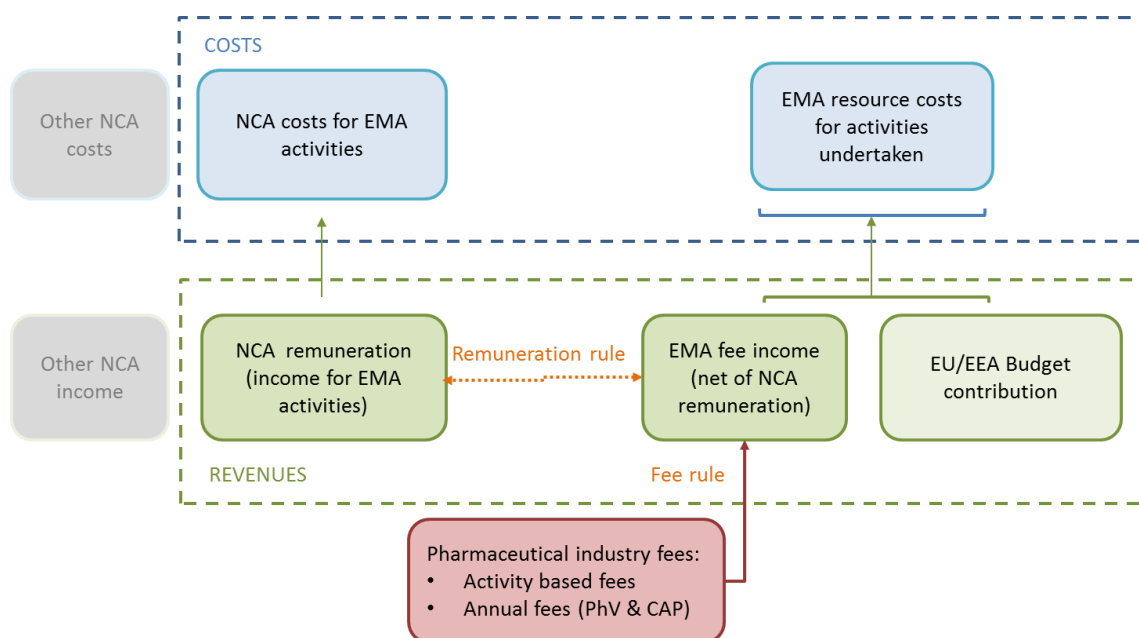 COSTS
Other NCA
costs
NCA costs for EMA
activities
EMA resource costs
for activities
undertaken
Other NCA
income
NCA remuneration
(income for EMA
activities)
Remuneration rule
EMA fee income
(net of NCA
remuneration)
EU/EEA Budget
contribution
REVENUES
Fee rule
Pharmaceutical industry fees:
• Activity based fees
• Annual fees (PhV & CAP)